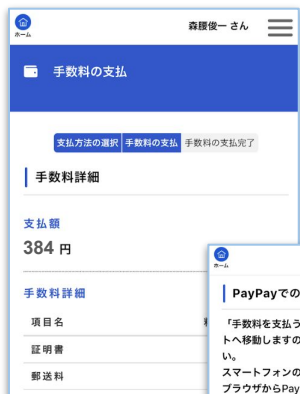 ホーム
森腰俊一 さん
手数料の支払
支払方法の選択 手数料の支払 手数料の支払完了
手数料詳細
支払額
384 円
手数料詳細
項目名
証明書
郵送料
ホーム
PayPayでの
「手数料を支払う
トへ移動しますの
い。
スマートフォンの
ブラウザからPay